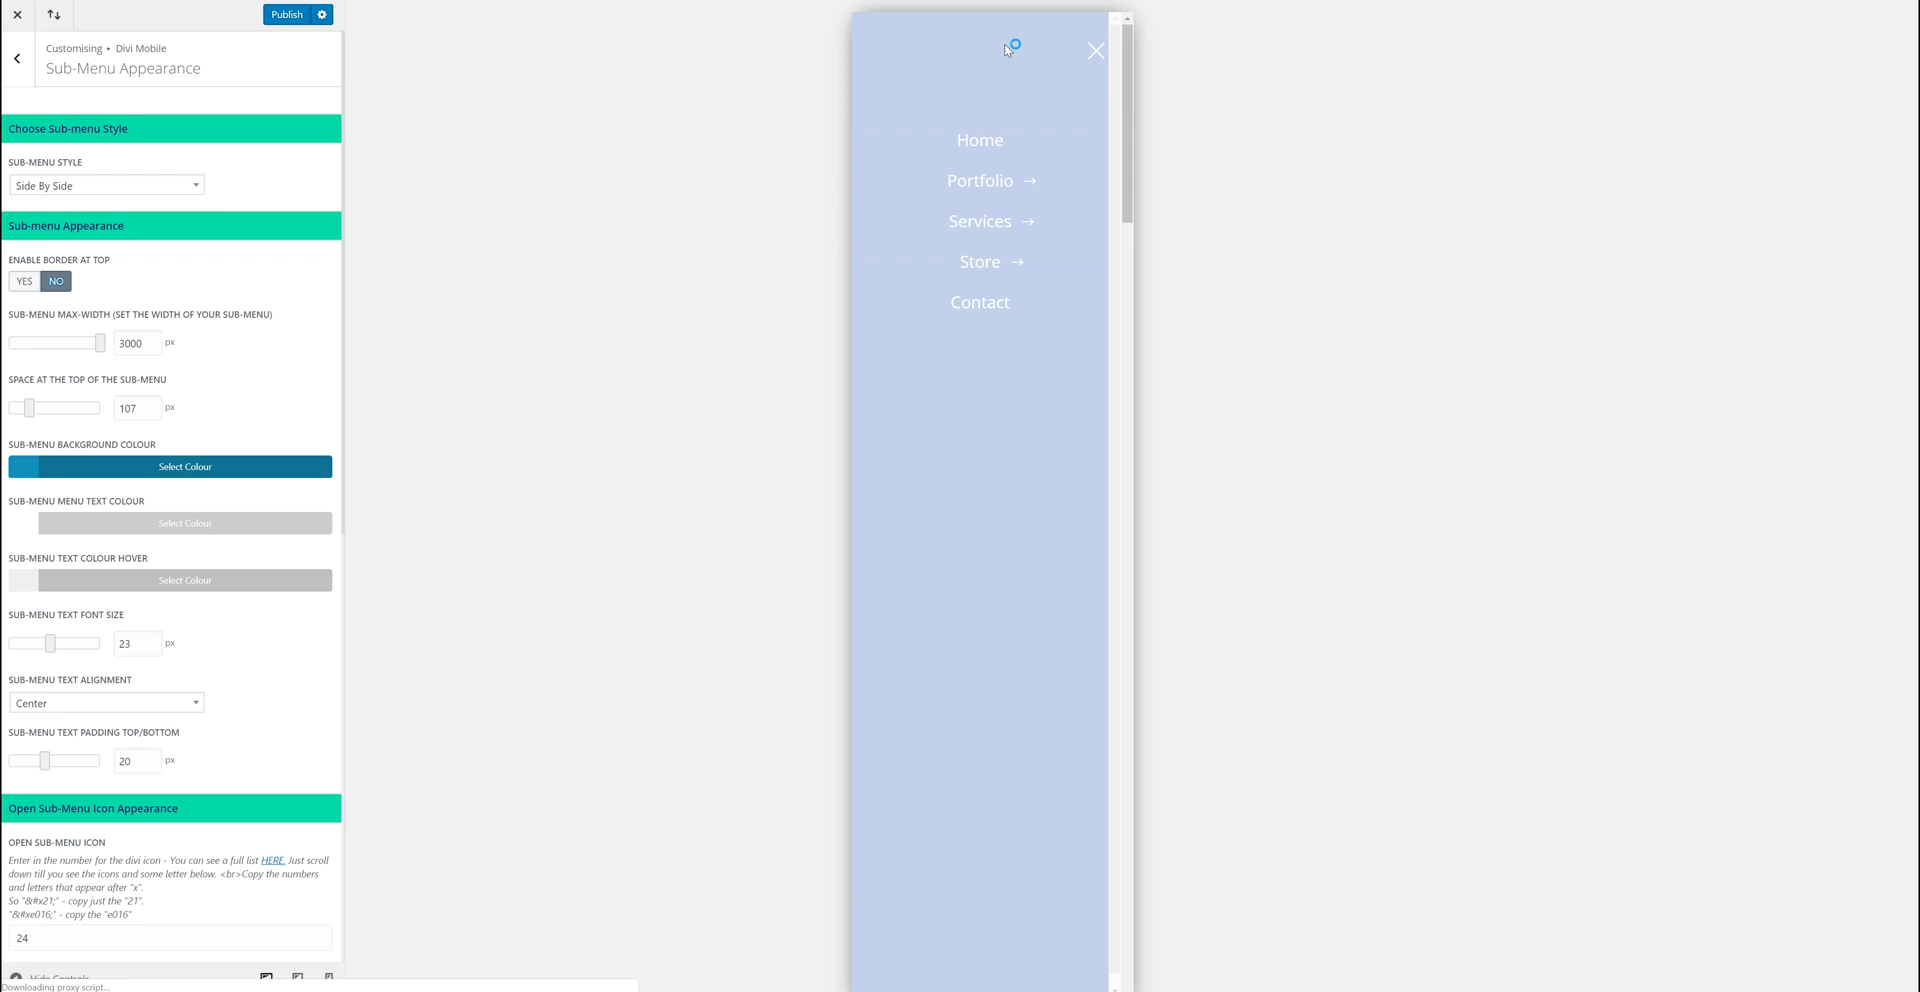 Publish
Customising ▸ Divi Mobile
Sub-Menu Appearance
Choose Sub-menu Style
SUB-MENU STYLE
Side By Side
Sub-menu Appearance
ENABLE BORDER AT TOP
YES NO
SUB-MENU MAX-WIDTH (SET THE WIDTH OF YOUR SUB-MENU)
3000 px
SPACE AT THE TOP OF THE SUB-MENU
107 px
SUB-MENU BACKGROUND COLOUR
Select Colour
SUB-MENU MENU TEXT COLOUR
Select Colour
SUB-MENU TEXT COLOUR HOVER
Select Colour
SUB-MENU TEXT FONT SIZE
23 px
SUB-MENU TEXT ALIGNMENT
Center
SUB-MENU TEXT PADDING TOP/BOTTOM
20 px
Open Sub-Menu Icon Appearance
OPEN SUB-MENU ICON
Enter in the number for the divi icon - You can see a full list HERE. Just scroll
down till you see the icons and some letter below. <br>Copy the numbers
and letters that appear after "x".
So "&#x21;" - copy just the "21".
"&#xe016;" - copy the "e016"
24
Hide Controls
Downloading proxy script...
Home
Portfolio →
Services →
Store →
Contact